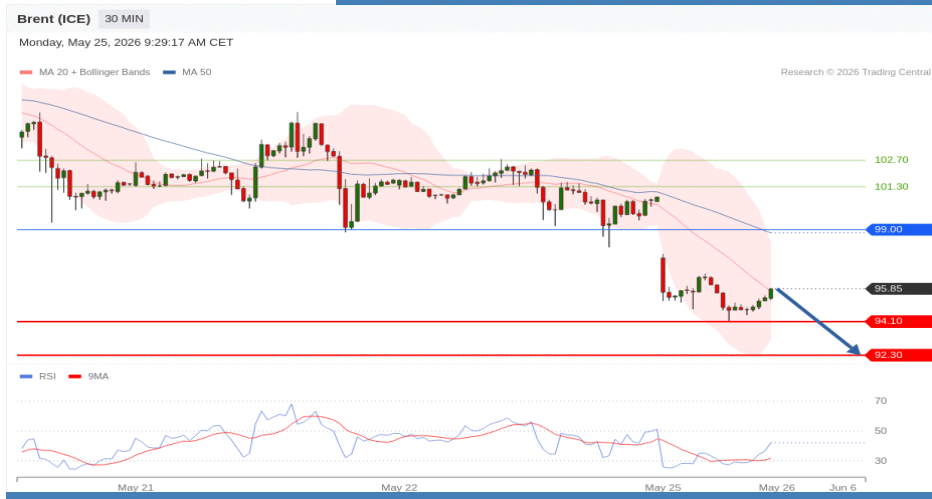 Brent (ICE) 30 MIN
Monday, May 25, 2026 9:29:17 AM CET
MA 20 + Bollinger Bands MA 50
Research © 2026 Trading Central
102.70
101.30
99.00
95.85
94.10
92.30
RSI 9MA
70
50
30
May 21 May 22 May 25 May 26 Jun 6